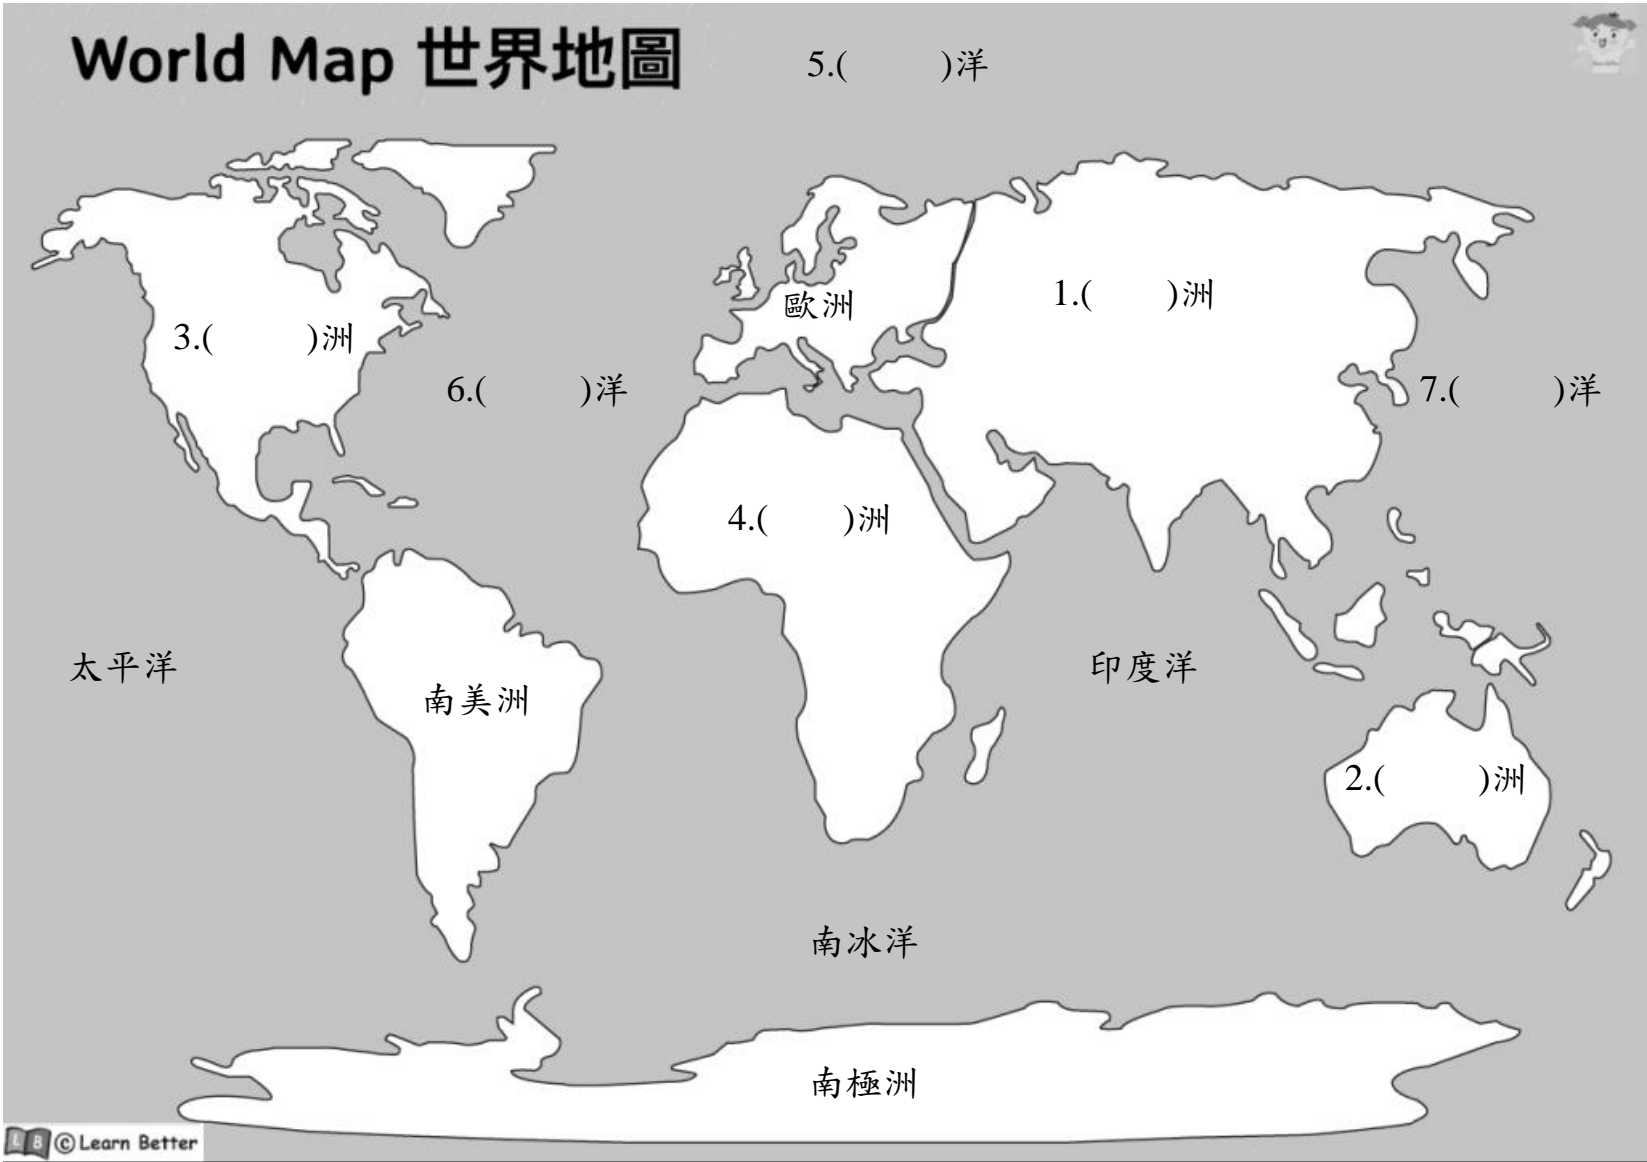 World Map 世界地圖
5.(        )洋
歐洲
1.(        )洲
3.(        )洲
6.(        )洋
7.(        )洋
4.(        )洲
太平洋
印度洋
南美洲
2.(        )洲
南冰洋
南極洲
L B © Learn Better